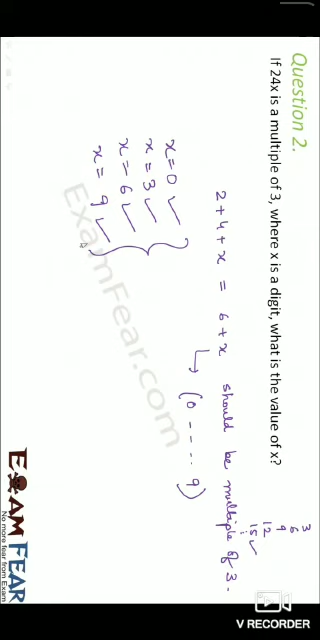 Question 2.
If 24x is a multiple of 3, where x is a digit, what is the value of x?
3
6
9
12
15 ✓
2 + 4 + x = 6 + x should be multiple of 3.
(0 - - - .. 9)
x = 0 ✓
x = 3 ✓
x = 6 ✓
x = 9 ✓
ExamFear.com
EXAM FEAR
No more fear from Exam
V RECORDER